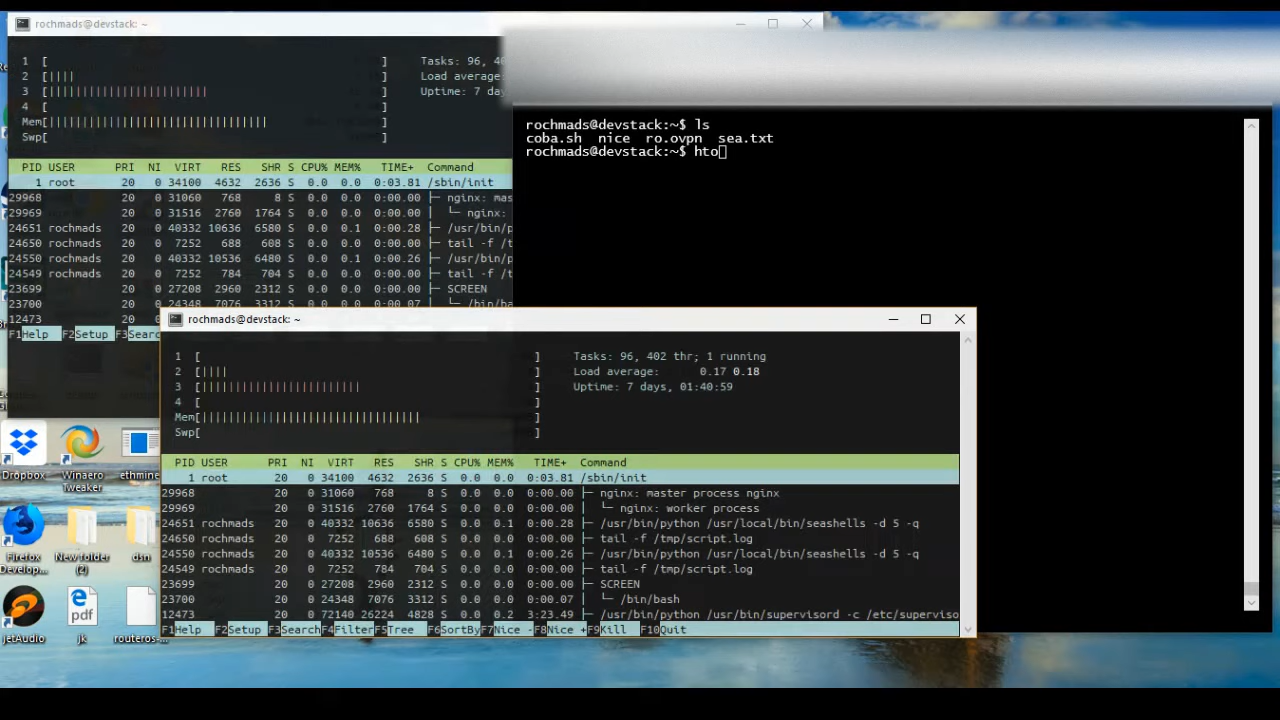 rochmads@devstack: ~
1 [ ]
2 [|||| ]
3 [|||||||||||||||||||||||| ]
4 [ ]
Mem[||||||||||||||||||||||||||||||||| ]
Swp[ ]
Tasks: 96, 40
Load average:
Uptime: 7 days
PID USER PRI NI VIRT RES SHR S CPU% MEM% TIME+ Command
1 root 20 0 34100 4632 2636 S 0.0 0.0 0:03.81 /sbin/init
29968 20 0 31060 768 8 S 0.0 0.0 0:00.00 ├─ nginx: mas
29969 20 0 31516 2760 1764 S 0.0 0.0 0:00.00 │ └─ nginx:
24651 rochmads 20 0 40332 10636 6580 S 0.0 0.1 0:00.28 ├─ /usr/bin/p
24650 rochmads 20 0 7252 688 608 S 0.0 0.0 0:00.00 ├─ tail -f /t
24550 rochmads 20 0 40332 10536 6480 S 0.0 0.1 0:00.26 ├─ /usr/bin/p
24549 rochmads 20 0 7252 784 704 S 0.0 0.0 0:00.00 ├─ tail -f /t
23699 20 0 27208 2960 2312 S 0.0 0.0 0:00.00 ├─ SCREEN
23700 20 0 24348 7076 3312 S 0.0 0.0 0:00.07 │ └─ /bin/ba
12473 20
F1Help F2Setup F3Searc
rochmads@devstack:~$ ls
coba.sh nice ro.ovpn sea.txt
rochmads@devstack:~$ hto
rochmads@devstack: ~
1 [ ]
2 [|||| ]
3 [|||||||||||||||||||||||| ]
4 [ ]
Mem[||||||||||||||||||||||||||||||||| ]
Swp[ ]
Tasks: 96, 402 thr; 1 running
Load average: 0.17 0.18
Uptime: 7 days, 01:40:59
PID USER PRI NI VIRT RES SHR S CPU% MEM% TIME+ Command
1 root 20 0 34100 4632 2636 S 0.0 0.0 0:03.81 /sbin/init
29968 20 0 31060 768 8 S 0.0 0.0 0:00.00 ├─ nginx: master process nginx
29969 20 0 31516 2760 1764 S 0.0 0.0 0:00.00 │ └─ nginx: worker process
24651 rochmads 20 0 40332 10636 6580 S 0.0 0.1 0:00.28 ├─ /usr/bin/python /usr/local/bin/seashells -d 5 -q
24650 rochmads 20 0 7252 688 608 S 0.0 0.0 0:00.00 ├─ tail -f /tmp/script.log
24550 rochmads 20 0 40332 10536 6480 S 0.0 0.1 0:00.26 ├─ /usr/bin/python /usr/local/bin/seashells -d 5 -q
24549 rochmads 20 0 7252 784 704 S 0.0 0.0 0:00.00 ├─ tail -f /tmp/script.log
23699 20 0 27208 2960 2312 S 0.0 0.0 0:00.00 ├─ SCREEN
23700 20 0 24348 7076 3312 S 0.0 0.0 0:00.07 │ └─ /bin/bash
12473 20 0 72140 26224 4828 S 0.0 0.2 3:23.49 ├─ /usr/bin/python /usr/bin/supervisord -c /etc/superviso
F1Help F2Setup F3SearchF4FilterF5Tree F6SortByF7Nice -F8Nice +F9Kill F10Quit
Dropbox
Winaero Tweaker
ethmine
Firefox Develop...
New folder (2)
dsn
jetAudio
jk
routeros-
pdf